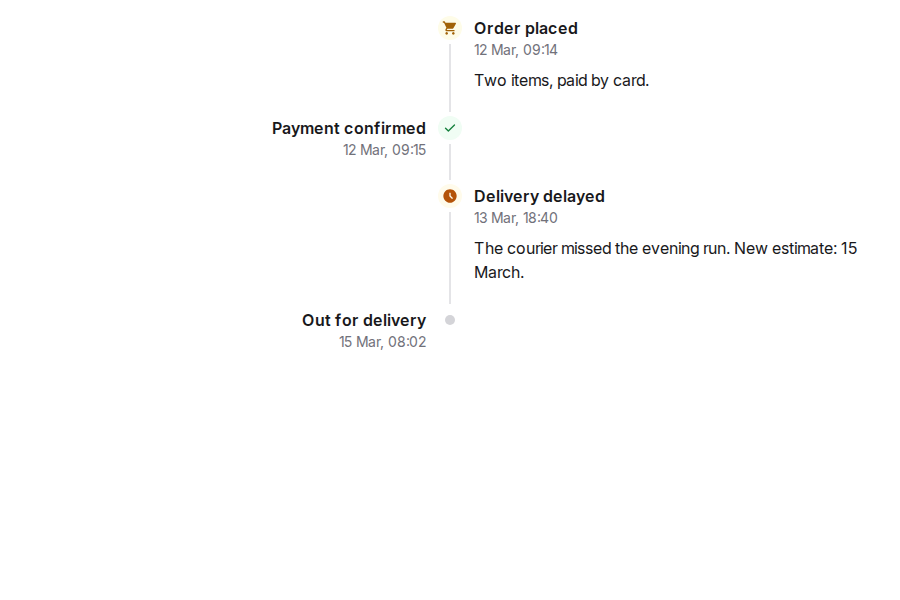 Order placed
12 Mar, 09:14
Two items, paid by card.
Payment confirmed
12 Mar, 09:15
Delivery delayed
13 Mar, 18:40
The courier missed the evening run. New estimate: 15
March.
Out for delivery
15 Mar, 08:02